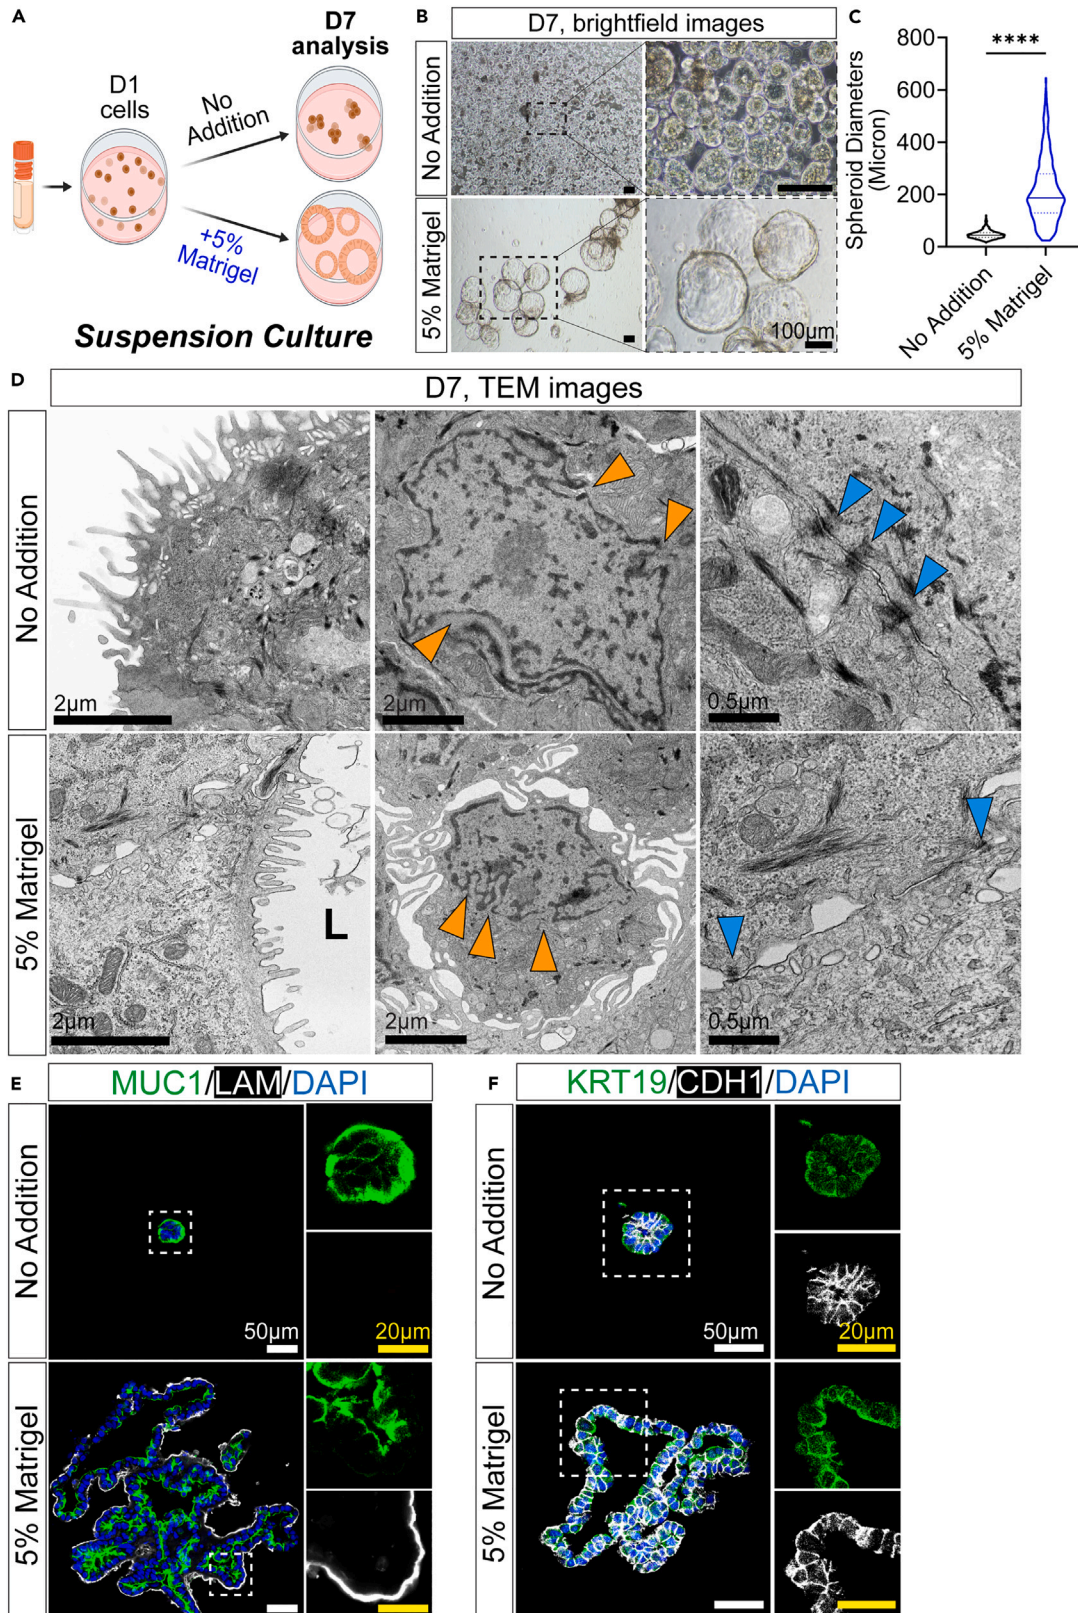 A
D7
analysis
D1
cells
No
Addition
+5%
Matrigel
Suspension Culture
B
D7, brightfield images
No Addition
5% Matrigel
100µm
C
****
800
600
400
200
0
Spheroid Diameters
(Micron)
No Addition
5% Matrigel
D
D7, TEM images
No Addition
2µm
2µm
0.5µm
5% Matrigel
L
2µm
2µm
0.5µm
E
MUC1/LAM/DAPI
No Addition
50µm
20µm
5% Matrigel
F
KRT19/CDH1/DAPI
No Addition
50µm
20µm
5% Matrigel